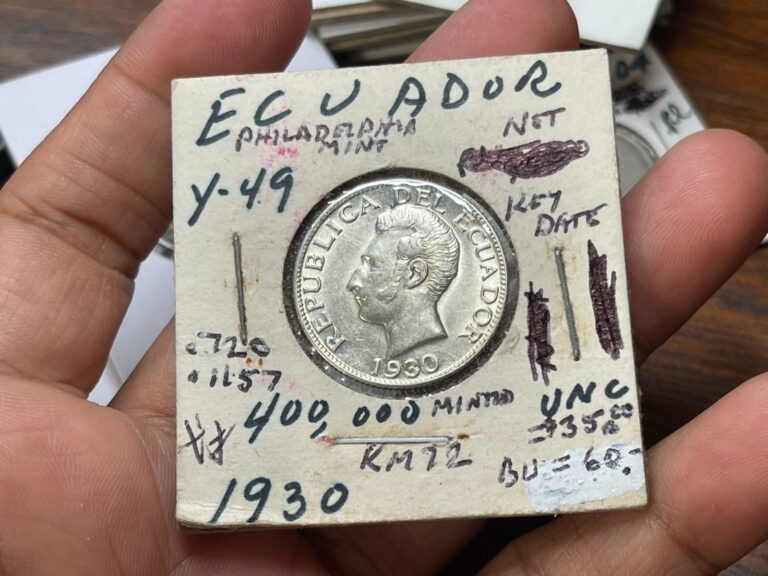 ECUADOR
PHILADELPHIA
MINT
NET
Y-49
KEY
DATE
REPUBLICA DEL ECUADOR
1930
.720
.1157
400,000 MINTED
UNC
=35.00
KM72
BU.=60.-
1930